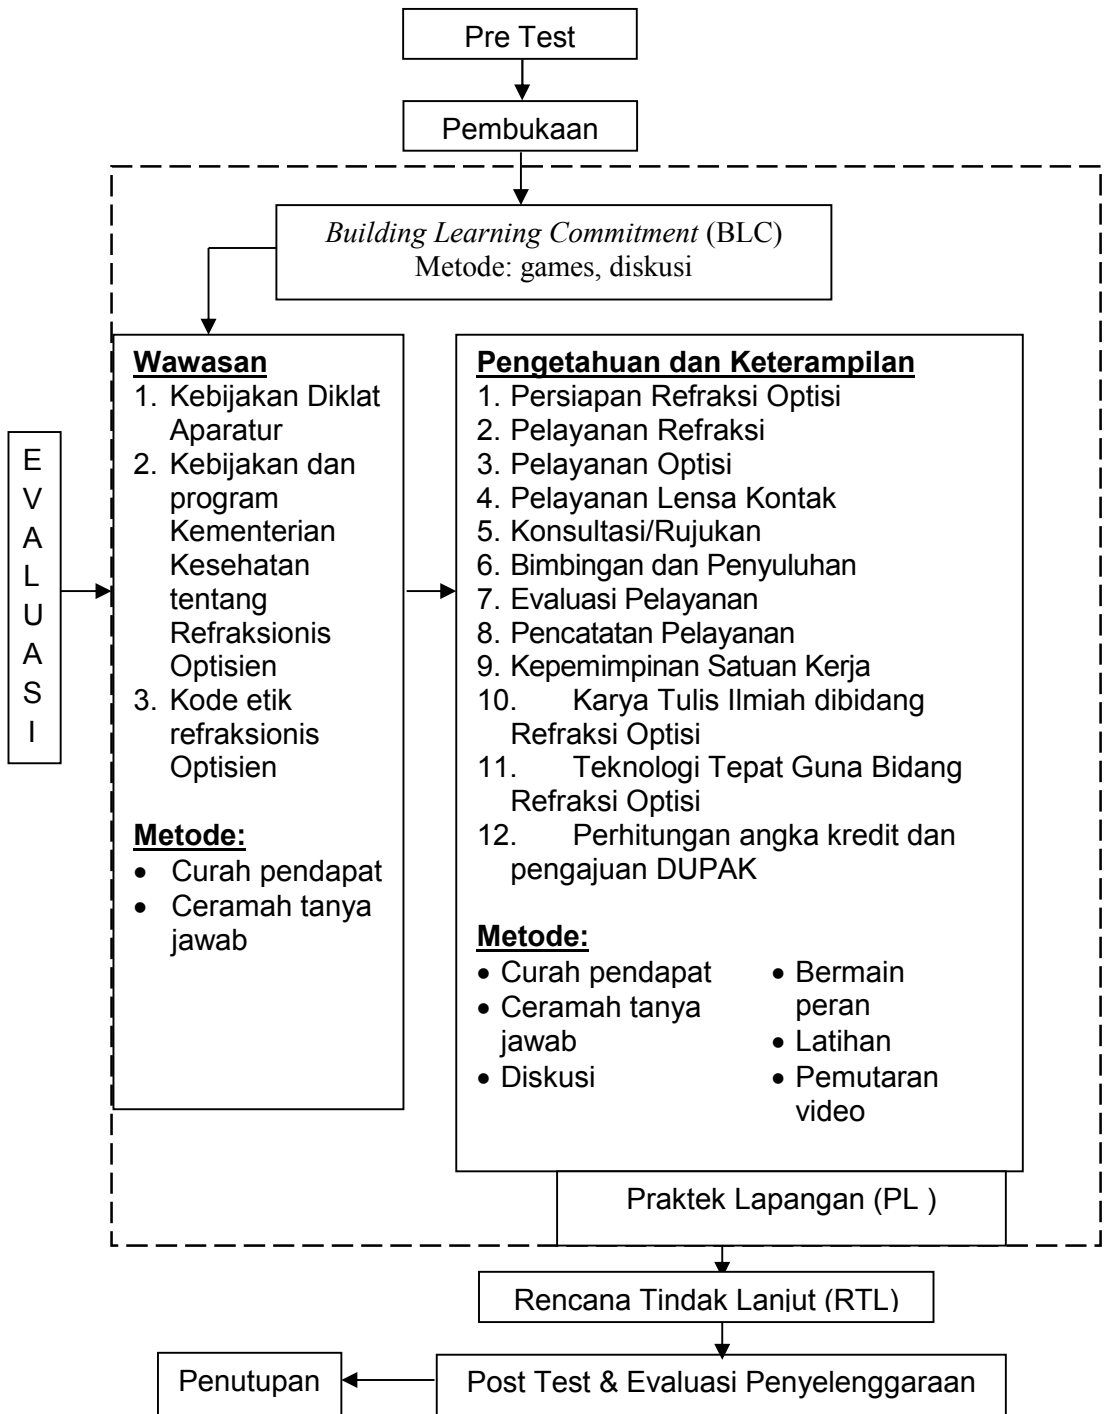 Pre Test
Pembukaan
Building Learning Commitment (BLC)
Metode: games, diskusi
E
V
A
L
U
A
S
I
Wawasan
1. Kebijakan Diklat
Aparatur
2. Kebijakan dan
program
Kementerian
Kesehatan
tentang
Refraksionis
Optisien
3. Kode etik
refraksionis
Optisien
Metode:
• Curah pendapat
• Ceramah tanya
jawab
Pengetahuan dan Keterampilan
1. Persiapan Refraksi Optisi
2. Pelayanan Refraksi
3. Pelayanan Optisi
4. Pelayanan Lensa Kontak
5. Konsultasi/Rujukan
6. Bimbingan dan Penyuluhan
7. Evaluasi Pelayanan
8. Pencatatan Pelayanan
9. Kepemimpinan Satuan Kerja
10. Karya Tulis Ilmiah dibidang
Refraksi Optisi
11. Teknologi Tepat Guna Bidang
Refraksi Optisi
12. Perhitungan angka kredit dan
pengajuan DUPAK
Metode:
• Curah pendapat
• Ceramah tanya
jawab
• Diskusi
• Bermain
peran
• Latihan
• Pemutaran
video
Praktek Lapangan (PL )
Rencana Tindak Lanjut (RTL)
Post Test & Evaluasi Penyelenggaraan
Penutupan